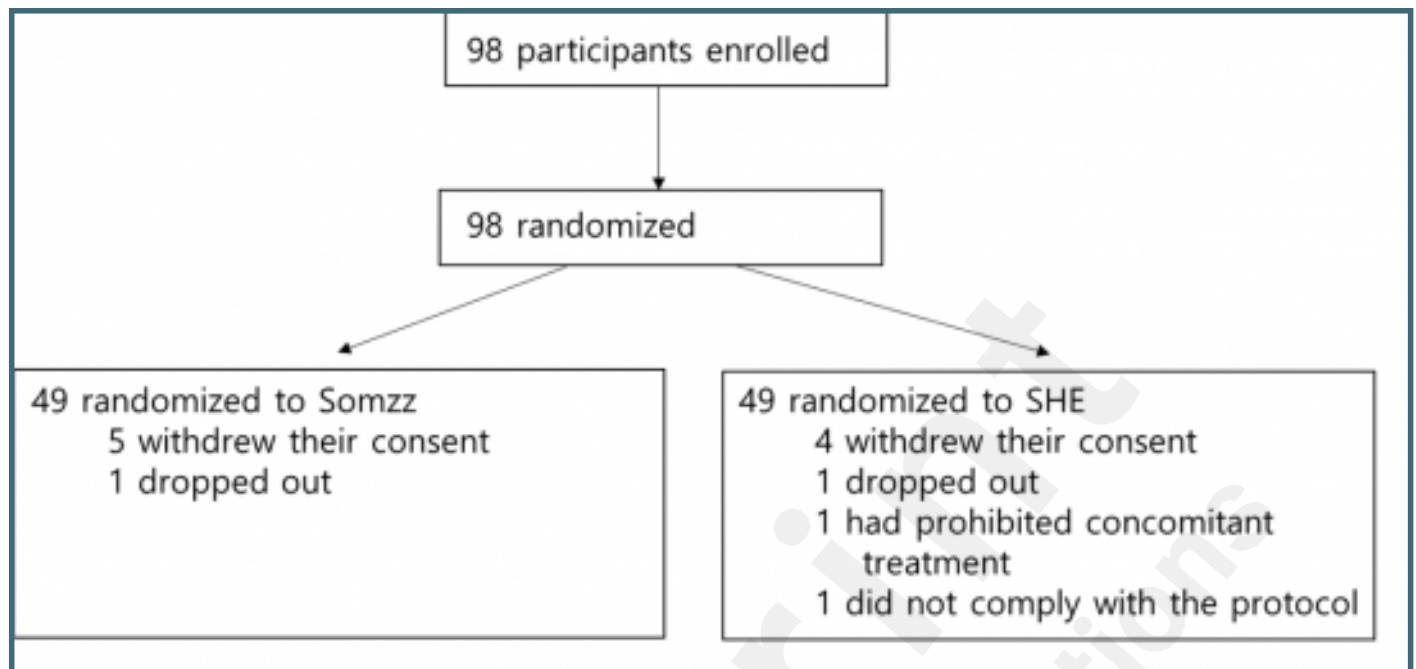 98 participants enrolled
98 randomized
49 randomized to Somzz
5 withdrew their consent
1 dropped out
49 randomized to SHE
4 withdrew their consent
1 dropped out
1 had prohibited concomitant
treatment
1 did not comply with the protocol